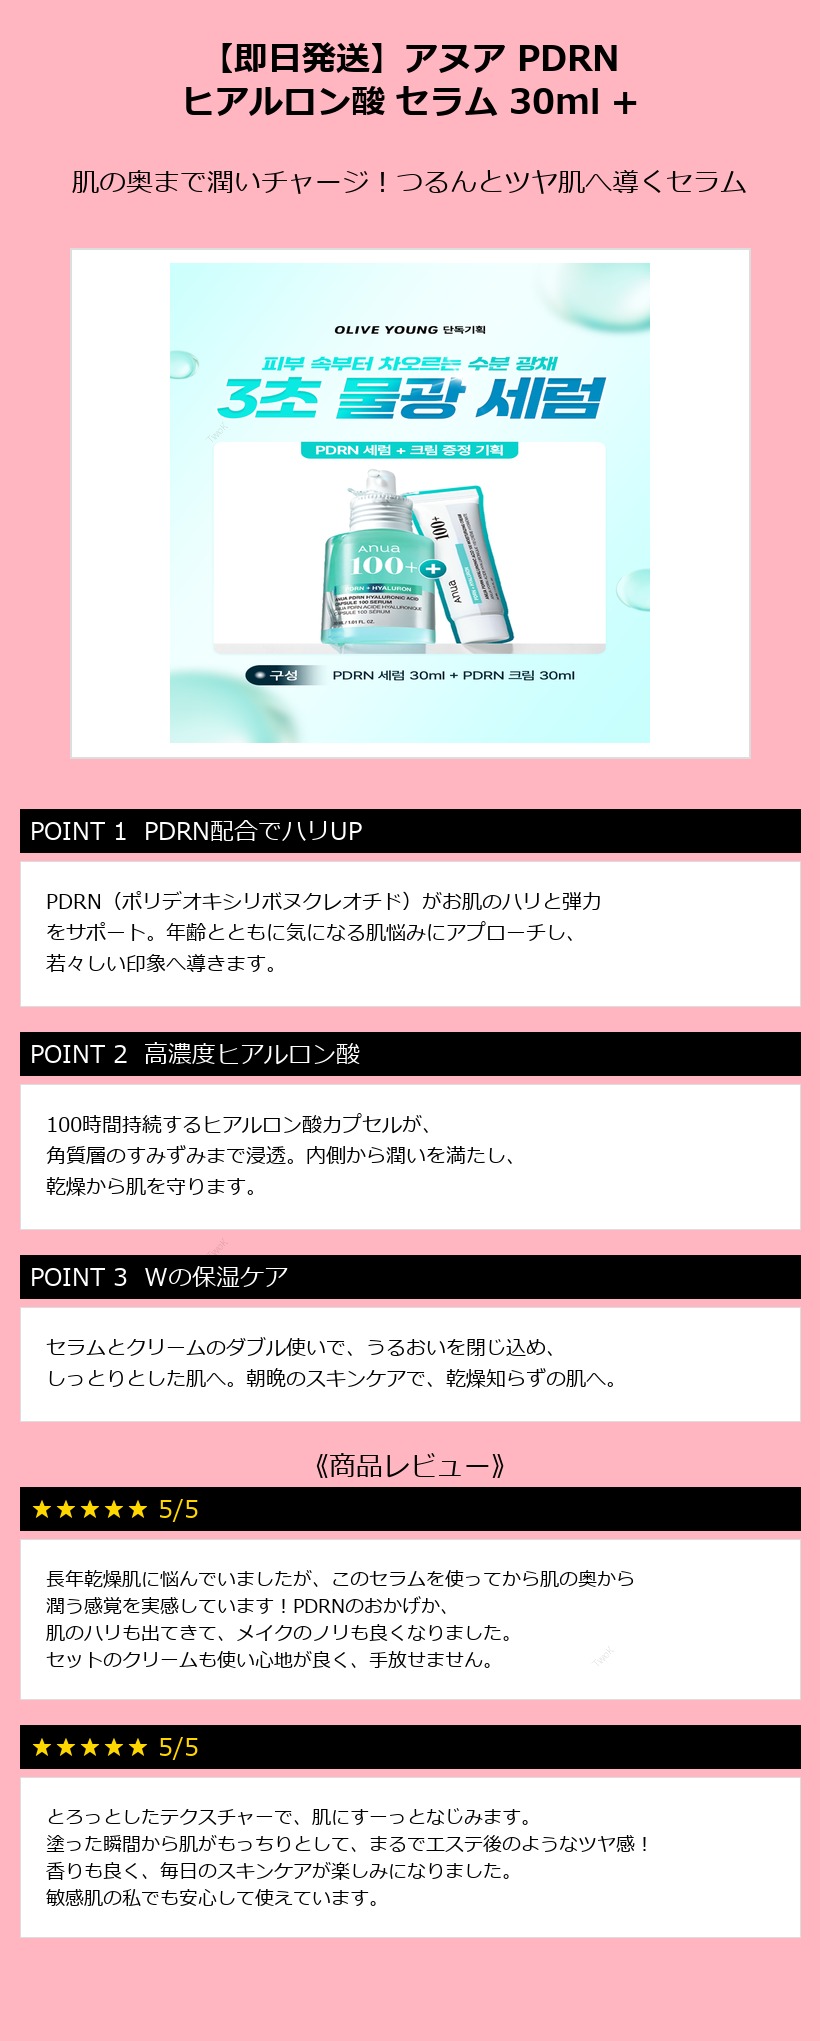 【即日発送】アヌア PDRN
ヒアルロン酸 セラム 30ml +
肌の奥まで潤いチャージ！つるんとツヤ肌へ導くセラム
OLIVE YOUNG 단독기획
피부 속부터 차오르는 수분 광채
3초 물광 세럼
PDRN 세럼 + 크림 증정 기획
Anua
100+
PDRN + HYALURON
ANUA PDRN HYALURONIC ACID
CAPSULE 100 SERUM
ANUA PDRN ACIDE HYALURONIQUE
CAPSULE 100 SÉRUM
/ 1.01 FL. OZ.
+
100+
Anua
구성 PDRN 세럼 30ml + PDRN 크림 30ml
POINT 1 PDRN配合でハリUP
PDRN（ポリデオキシリボヌクレオチド）がお肌のハリと弾力
をサポート。年齢とともに気になる肌悩みにアプローチし、
若々しい印象へ導きます。
POINT 2 高濃度ヒアルロン酸
100時間持続するヒアルロン酸カプセルが、
角質層のすみずみまで浸透。内側から潤いを満たし、
乾燥から肌を守ります。
POINT 3 Wの保湿ケア
セラムとクリームのダブル使いで、うるおいを閉じ込め、
しっとりとした肌へ。朝晩のスキンケアで、乾燥知らずの肌へ。
《商品レビュー》
★★★★★ 5/5
長年乾燥肌に悩んでいましたが、このセラムを使ってから肌の奥から
潤う感覚を実感しています！PDRNのおかげか、
肌のハリも出てきて、メイクのノリも良くなりました。
セットのクリームも使い心地が良く、手放せません。
★★★★★ 5/5
とろっとしたテクスチャーで、肌にすーっとなじみます。
塗った瞬間から肌がもっちりとして、まるでエステ後のようなツヤ感！
香りも良く、毎日のスキンケアが楽しみになりました。
敏感肌の私でも安心して使えています。